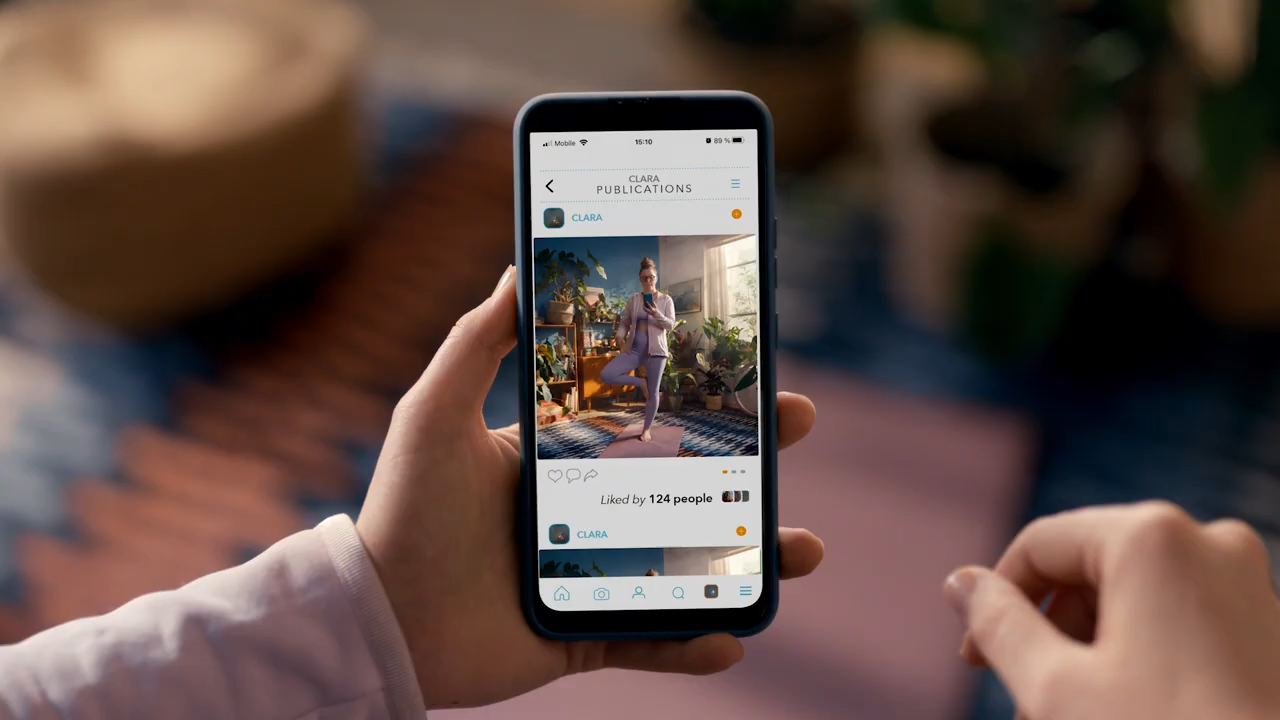 Mobile 15:10 89 %
CLARA
PUBLICATIONS
CLARA
Liked by 124 people
CLARA